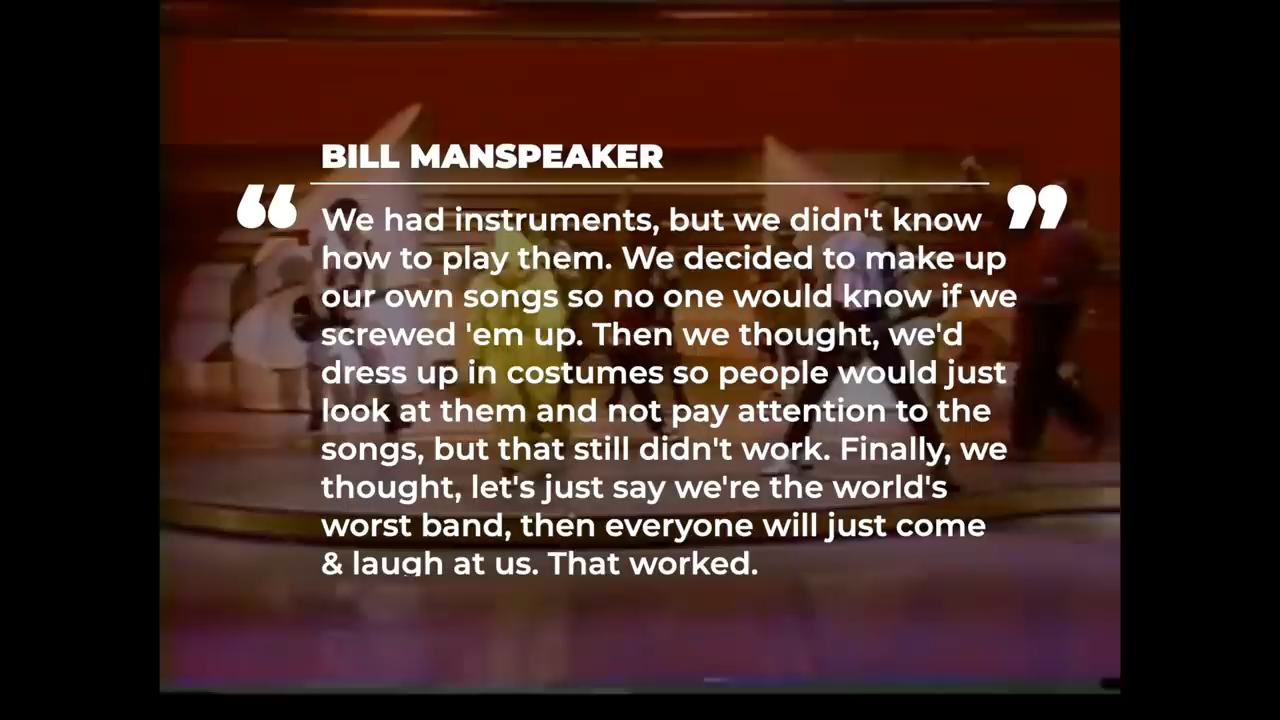 BILL MANSPEAKER
“ We had instruments, but we didn't know ”
how to play them. We decided to make up
our own songs so no one would know if we
screwed 'em up. Then we thought, we'd
dress up in costumes so people would just
look at them and not pay attention to the
songs, but that still didn't work. Finally, we
thought, let's just say we're the world's
worst band, then everyone will just come
& laugh at us. That worked.